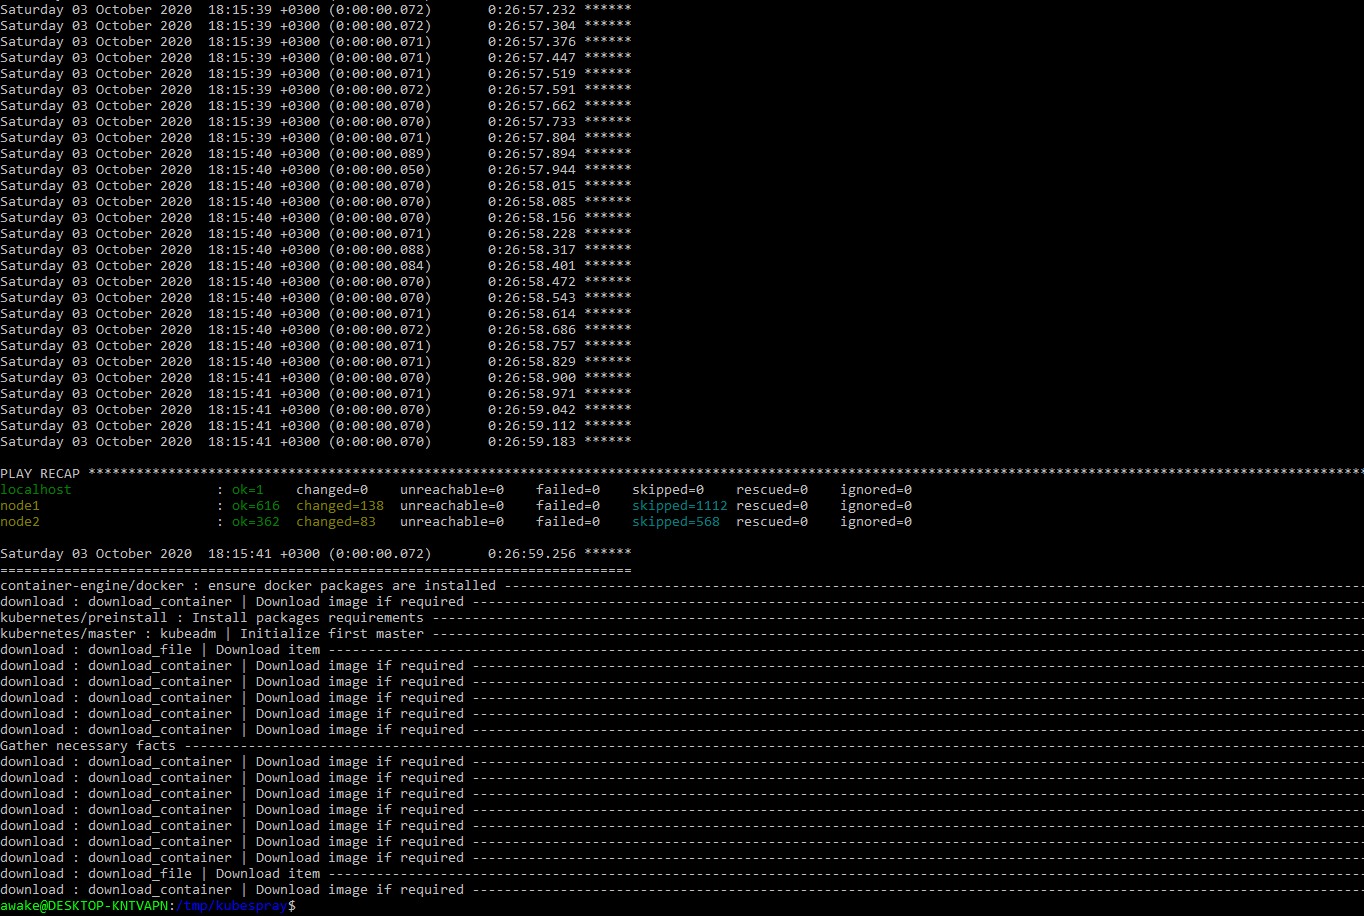 Saturday 03 October 2020  18:15:39 +0300 (0:00:00.072)       0:26:57.232 ******
Saturday 03 October 2020  18:15:39 +0300 (0:00:00.072)       0:26:57.304 ******
Saturday 03 October 2020  18:15:39 +0300 (0:00:00.071)       0:26:57.376 ******
Saturday 03 October 2020  18:15:39 +0300 (0:00:00.071)       0:26:57.447 ******
Saturday 03 October 2020  18:15:39 +0300 (0:00:00.071)       0:26:57.519 ******
Saturday 03 October 2020  18:15:39 +0300 (0:00:00.072)       0:26:57.591 ******
Saturday 03 October 2020  18:15:39 +0300 (0:00:00.070)       0:26:57.662 ******
Saturday 03 October 2020  18:15:39 +0300 (0:00:00.070)       0:26:57.733 ******
Saturday 03 October 2020  18:15:39 +0300 (0:00:00.071)       0:26:57.804 ******
Saturday 03 October 2020  18:15:40 +0300 (0:00:00.089)       0:26:57.894 ******
Saturday 03 October 2020  18:15:40 +0300 (0:00:00.050)       0:26:57.944 ******
Saturday 03 October 2020  18:15:40 +0300 (0:00:00.070)       0:26:58.015 ******
Saturday 03 October 2020  18:15:40 +0300 (0:00:00.070)       0:26:58.085 ******
Saturday 03 October 2020  18:15:40 +0300 (0:00:00.070)       0:26:58.156 ******
Saturday 03 October 2020  18:15:40 +0300 (0:00:00.071)       0:26:58.228 ******
Saturday 03 October 2020  18:15:40 +0300 (0:00:00.088)       0:26:58.317 ******
Saturday 03 October 2020  18:15:40 +0300 (0:00:00.084)       0:26:58.401 ******
Saturday 03 October 2020  18:15:40 +0300 (0:00:00.070)       0:26:58.472 ******
Saturday 03 October 2020  18:15:40 +0300 (0:00:00.070)       0:26:58.543 ******
Saturday 03 October 2020  18:15:40 +0300 (0:00:00.071)       0:26:58.614 ******
Saturday 03 October 2020  18:15:40 +0300 (0:00:00.072)       0:26:58.686 ******
Saturday 03 October 2020  18:15:40 +0300 (0:00:00.071)       0:26:58.757 ******
Saturday 03 October 2020  18:15:40 +0300 (0:00:00.071)       0:26:58.829 ******
Saturday 03 October 2020  18:15:41 +0300 (0:00:00.070)       0:26:58.900 ******
Saturday 03 October 2020  18:15:41 +0300 (0:00:00.071)       0:26:58.971 ******
Saturday 03 October 2020  18:15:41 +0300 (0:00:00.070)       0:26:59.042 ******
Saturday 03 October 2020  18:15:41 +0300 (0:00:00.070)       0:26:59.112 ******
Saturday 03 October 2020  18:15:41 +0300 (0:00:00.070)       0:26:59.183 ******
PLAY RECAP ****************************************************************************************************************************************************************
localhost                  : ok=1    changed=0    unreachable=0    failed=0    skipped=0    rescued=0    ignored=0
node1                      : ok=616  changed=138  unreachable=0    failed=0    skipped=1112 rescued=0    ignored=0
node2                      : ok=362  changed=83   unreachable=0    failed=0    skipped=568  rescued=0    ignored=0
Saturday 03 October 2020  18:15:41 +0300 (0:00:00.072)       0:26:59.256 ******
===============================================================================
container-engine/docker : ensure docker packages are installed ------------------------------------------------------------
download : download_container | Download image if required ----------------------------------------------------------------
kubernetes/preinstall : Install packages requirements ---------------------------------------------------------------------
kubernetes/master : kubeadm | Initialize first master ---------------------------------------------------------------------
download : download_file | Download item ----------------------------------------------------------------------------------
download : download_container | Download image if required ----------------------------------------------------------------
download : download_container | Download image if required ----------------------------------------------------------------
download : download_container | Download image if required ----------------------------------------------------------------
download : download_container | Download image if required ----------------------------------------------------------------
download : download_container | Download image if required ----------------------------------------------------------------
Gather necessary facts ----------------------------------------------------------------------------------------------------
download : download_container | Download image if required ----------------------------------------------------------------
download : download_container | Download image if required ----------------------------------------------------------------
download : download_container | Download image if required ----------------------------------------------------------------
download : download_container | Download image if required ----------------------------------------------------------------
download : download_container | Download image if required ----------------------------------------------------------------
download : download_container | Download image if required ----------------------------------------------------------------
download : download_container | Download image if required ----------------------------------------------------------------
download : download_file | Download item ----------------------------------------------------------------------------------
download : download_container | Download image if required ----------------------------------------------------------------
awake@DESKTOP-KNTVAPN:/tmp/kubespray$